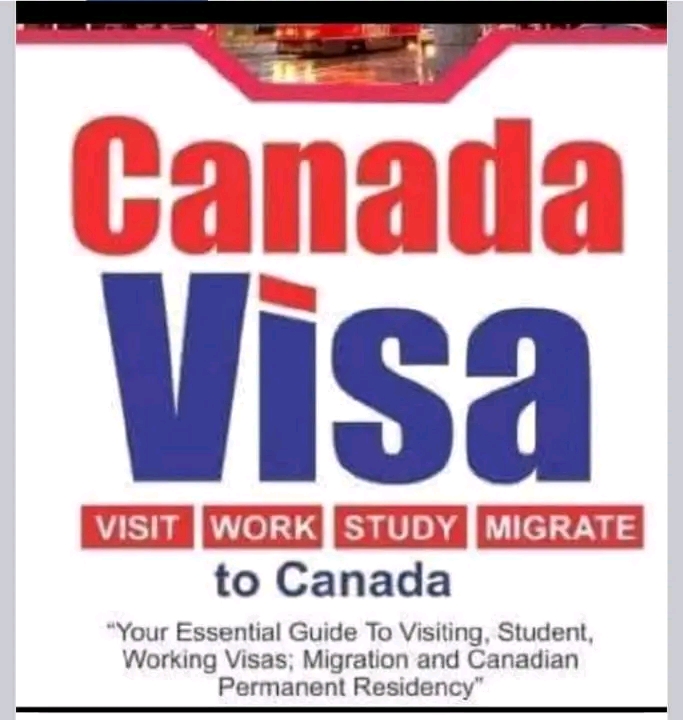 Canada
Visa
VISIT WORK STUDY MIGRATE
to Canada
"Your Essential Guide To Visiting, Student,
Working Visas; Migration and Canadian
Permanent Residency"